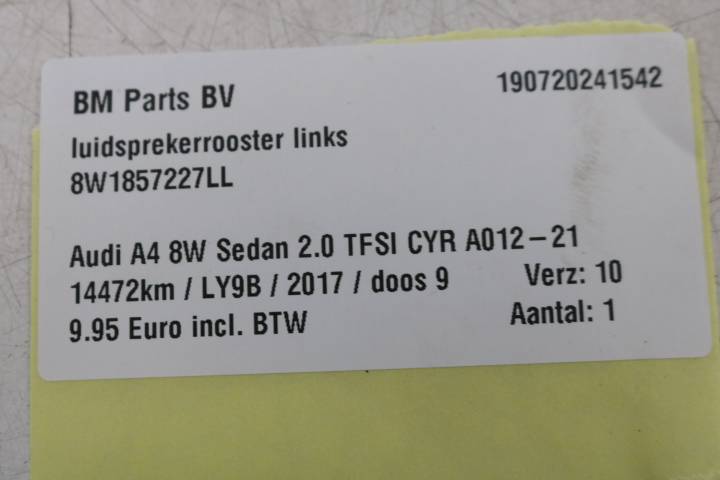 BM Parts BV 190720241542
luidsprekerrooster links
8W1857227LL
Audi A4 8W Sedan 2.0 TFSI CYR A012-21
14472km / LY9B / 2017 / doos 9 Verz: 10
9.95 Euro incl. BTW Aantal: 1